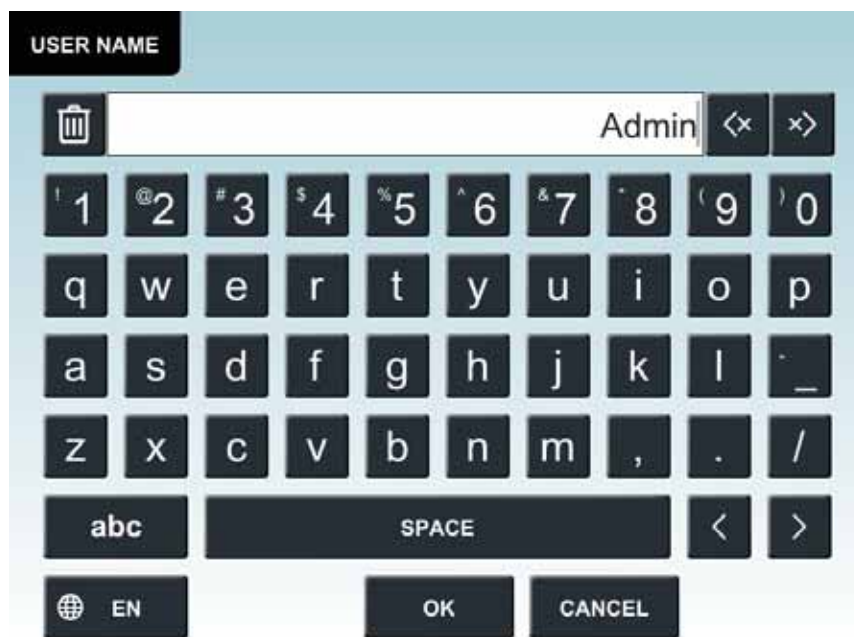 USER NAME
Admin <x x>
! 1 @ 2 # 3 $ 4 % 5 ^ 6 & 7 * 8 ( 9 ) 0
q w e r t y u i o p
a s d f g h j k l - _
z x c v b n m , . /
abc SPACE < >
EN OK CANCEL